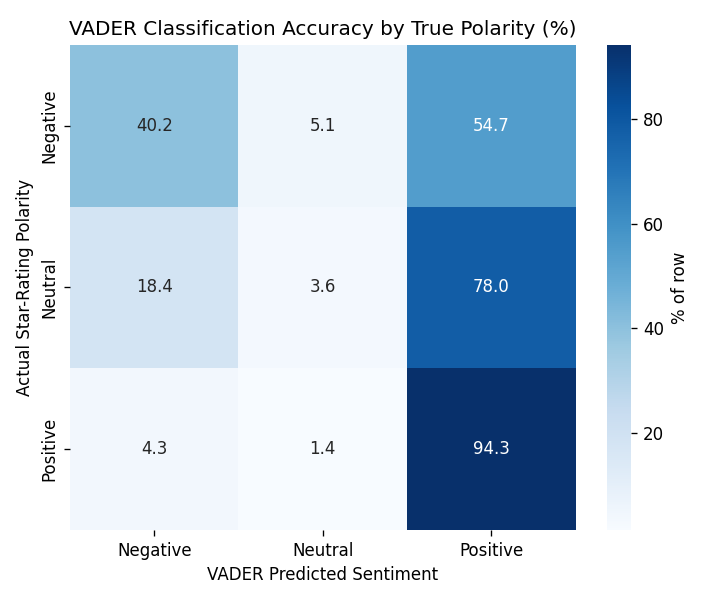 VADER Classification Accuracy by True Polarity (%)
Actual Star-Rating Polarity
Negative
40.2 5.1 54.7
Neutral
18.4 3.6 78.0
Positive
4.3 1.4 94.3
Negative Neutral Positive
VADER Predicted Sentiment
80
60
40
20
% of row